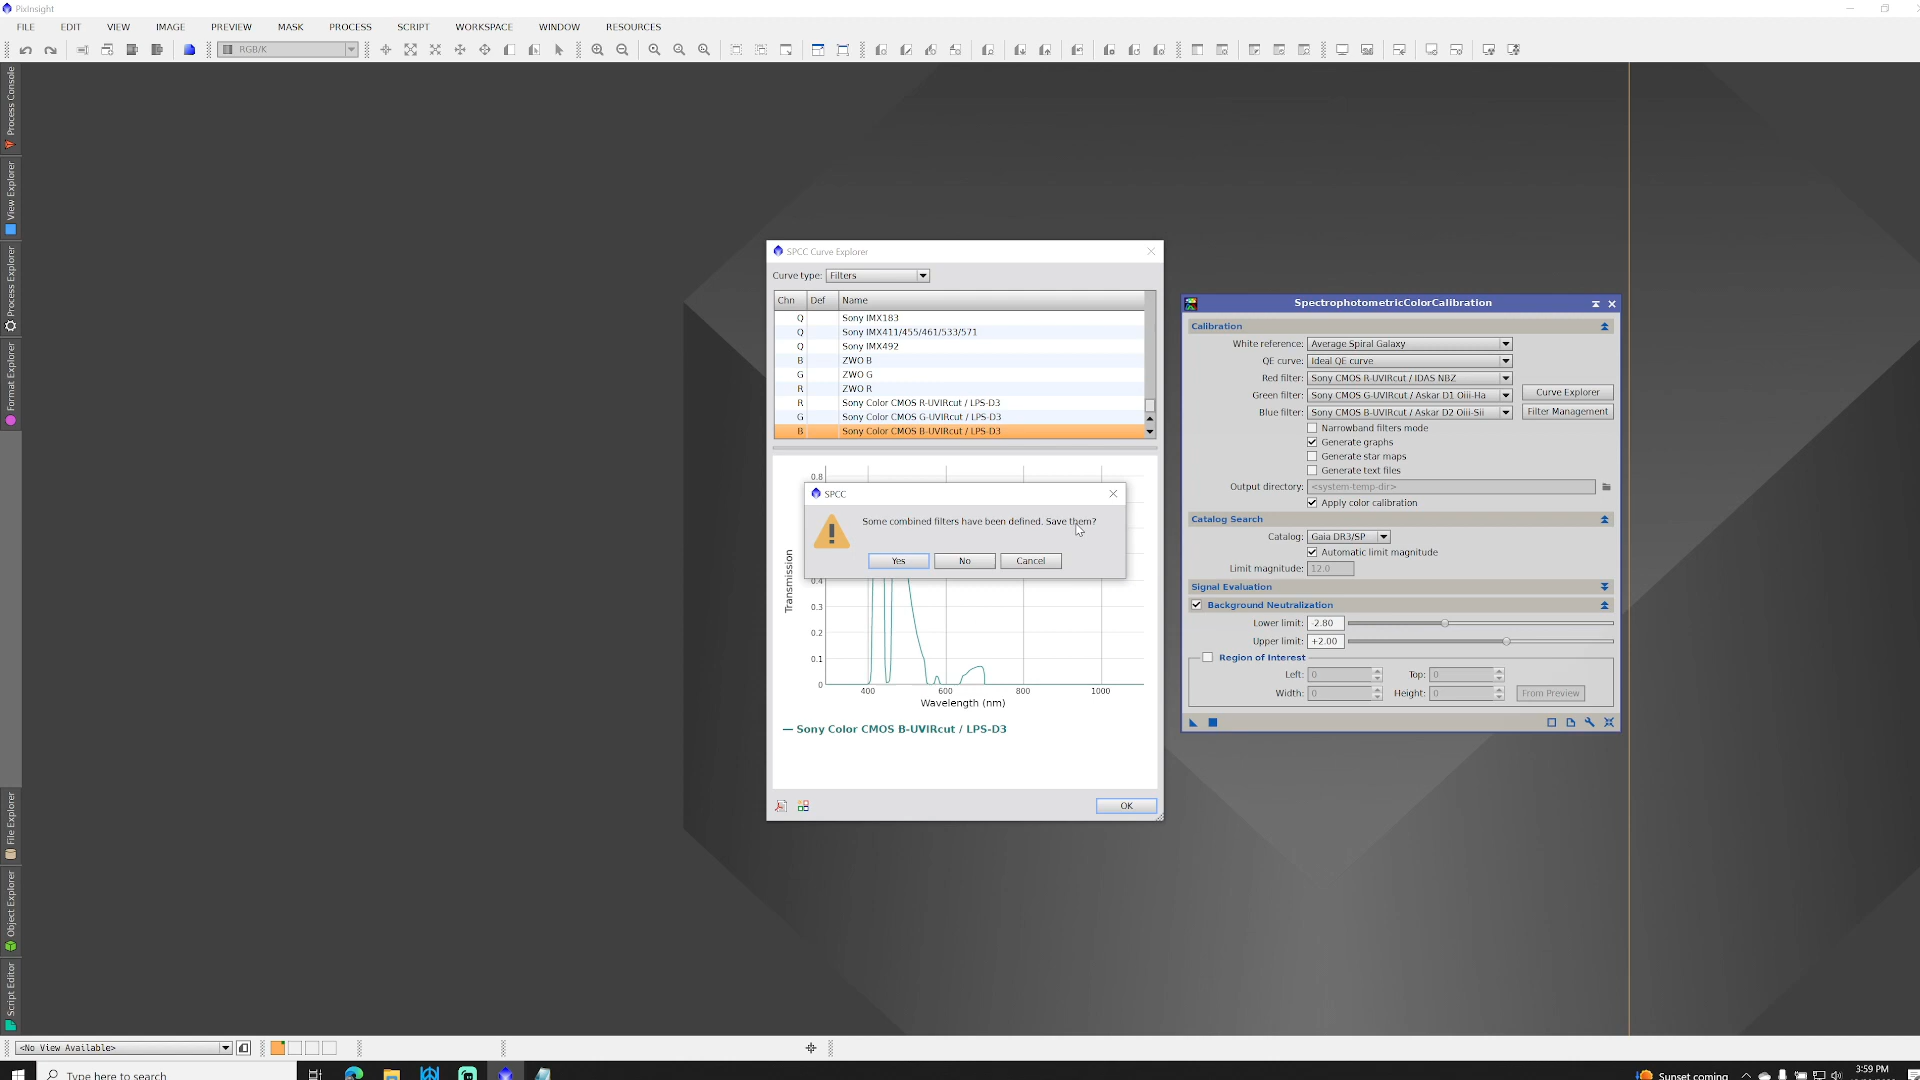 PixInsight
FILE EDIT VIEW IMAGE PREVIEW MASK PROCESS SCRIPT WORKSPACE WINDOW RESOURCES
RGB/K
Process Console
View Explorer
Process Explorer
Format Explorer
File Explorer
Object Explorer
Script Editor
SPCC Curve Explorer
Curve type: Filters
Chn Def Name
Q Sony IMX183
Q Sony IMX411/455/461/533/571
Q Sony IMX492
B ZWO B
G ZWO G
R ZWO R
R Sony Color CMOS R-UVIRcut / LPS-D3
G Sony Color CMOS G-UVIRcut / LPS-D3
B Sony Color CMOS B-UVIRcut / LPS-D3
0.8
SPCC
Some combined filters have been defined. Save them?
Yes No Cancel
Transmission
0.4
0.3
0.2
0.1
0
400 600 800 1000
Wavelength (nm)
Sony Color CMOS B-UVIRcut / LPS-D3
OK
SpectrophotometricColorCalibration
Calibration
White reference: Average Spiral Galaxy
QE curve: Ideal QE curve
Red filter: Sony CMOS R-UVIRcut / IDAS NBZ
Green filter: Sony CMOS G-UVIRcut / Askar D1 Oiii-Ha
Blue filter: Sony CMOS B-UVIRcut / Askar D2 Oiii-Sii
Curve Explorer
Filter Management
Narrowband filters mode
Generate graphs
Generate star maps
Generate text files
Output directory: <system-temp-dir>
Apply color calibration
Catalog Search
Catalog: Gaia DR3/SP
Automatic limit magnitude
Limit magnitude: 12.0
Signal Evaluation
Background Neutralization
Lower limit: -2.80
Upper limit: +2.00
Region of Interest
Left: 0 Top: 0
Width: 0 Height: 0 From Preview
<No View Available>
Type here to search
Sunset coming
3:59 PM